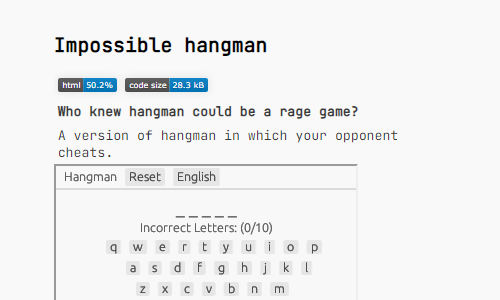 Impossible hangman
html 50.2% code size 28.3 kB
Who knew hangman could be a rage game?
A version of hangman in which your opponent
cheats.
Hangman Reset English
_ _ _ _ _
Incorrect Letters: (0/10)
q w e r t y u i o p
a s d f g h j k l
z x c v b n m